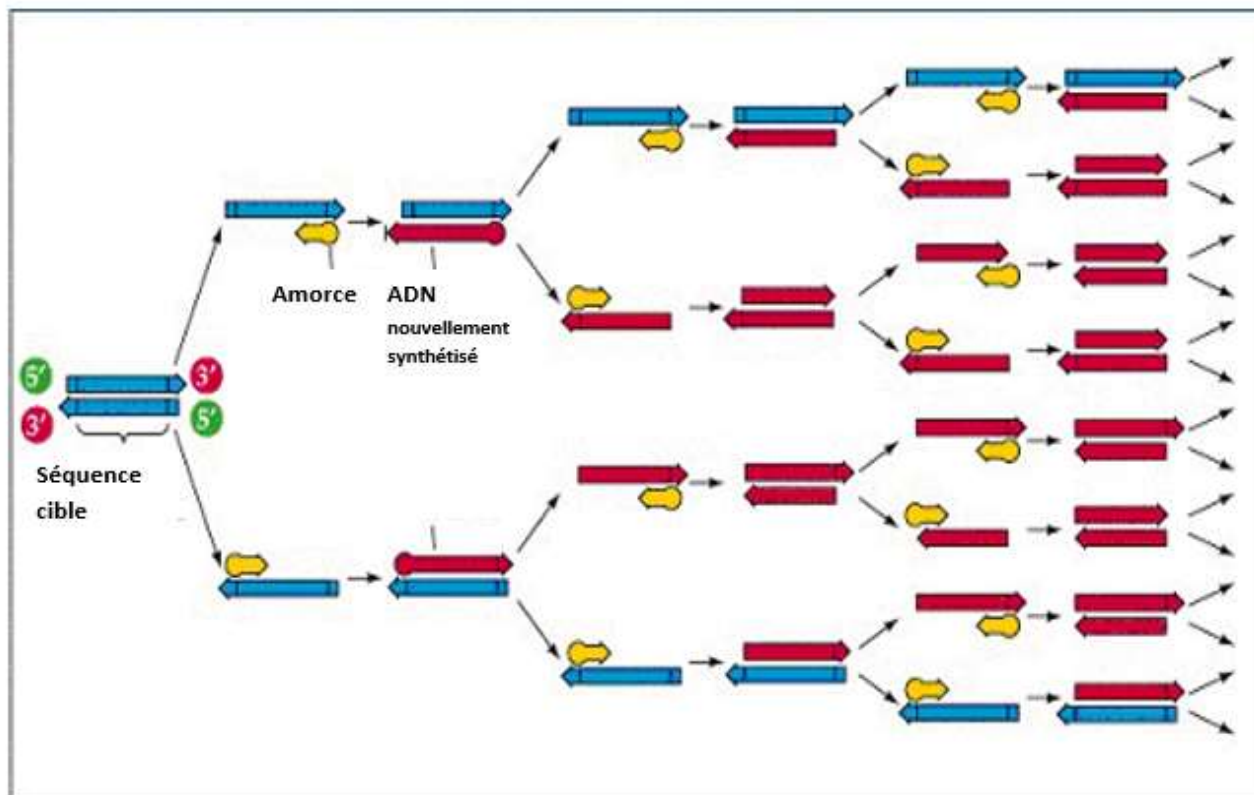 Amorce
ADN
nouvellement
synthétisé
5' 3'
3' 5'
Séquence
cible